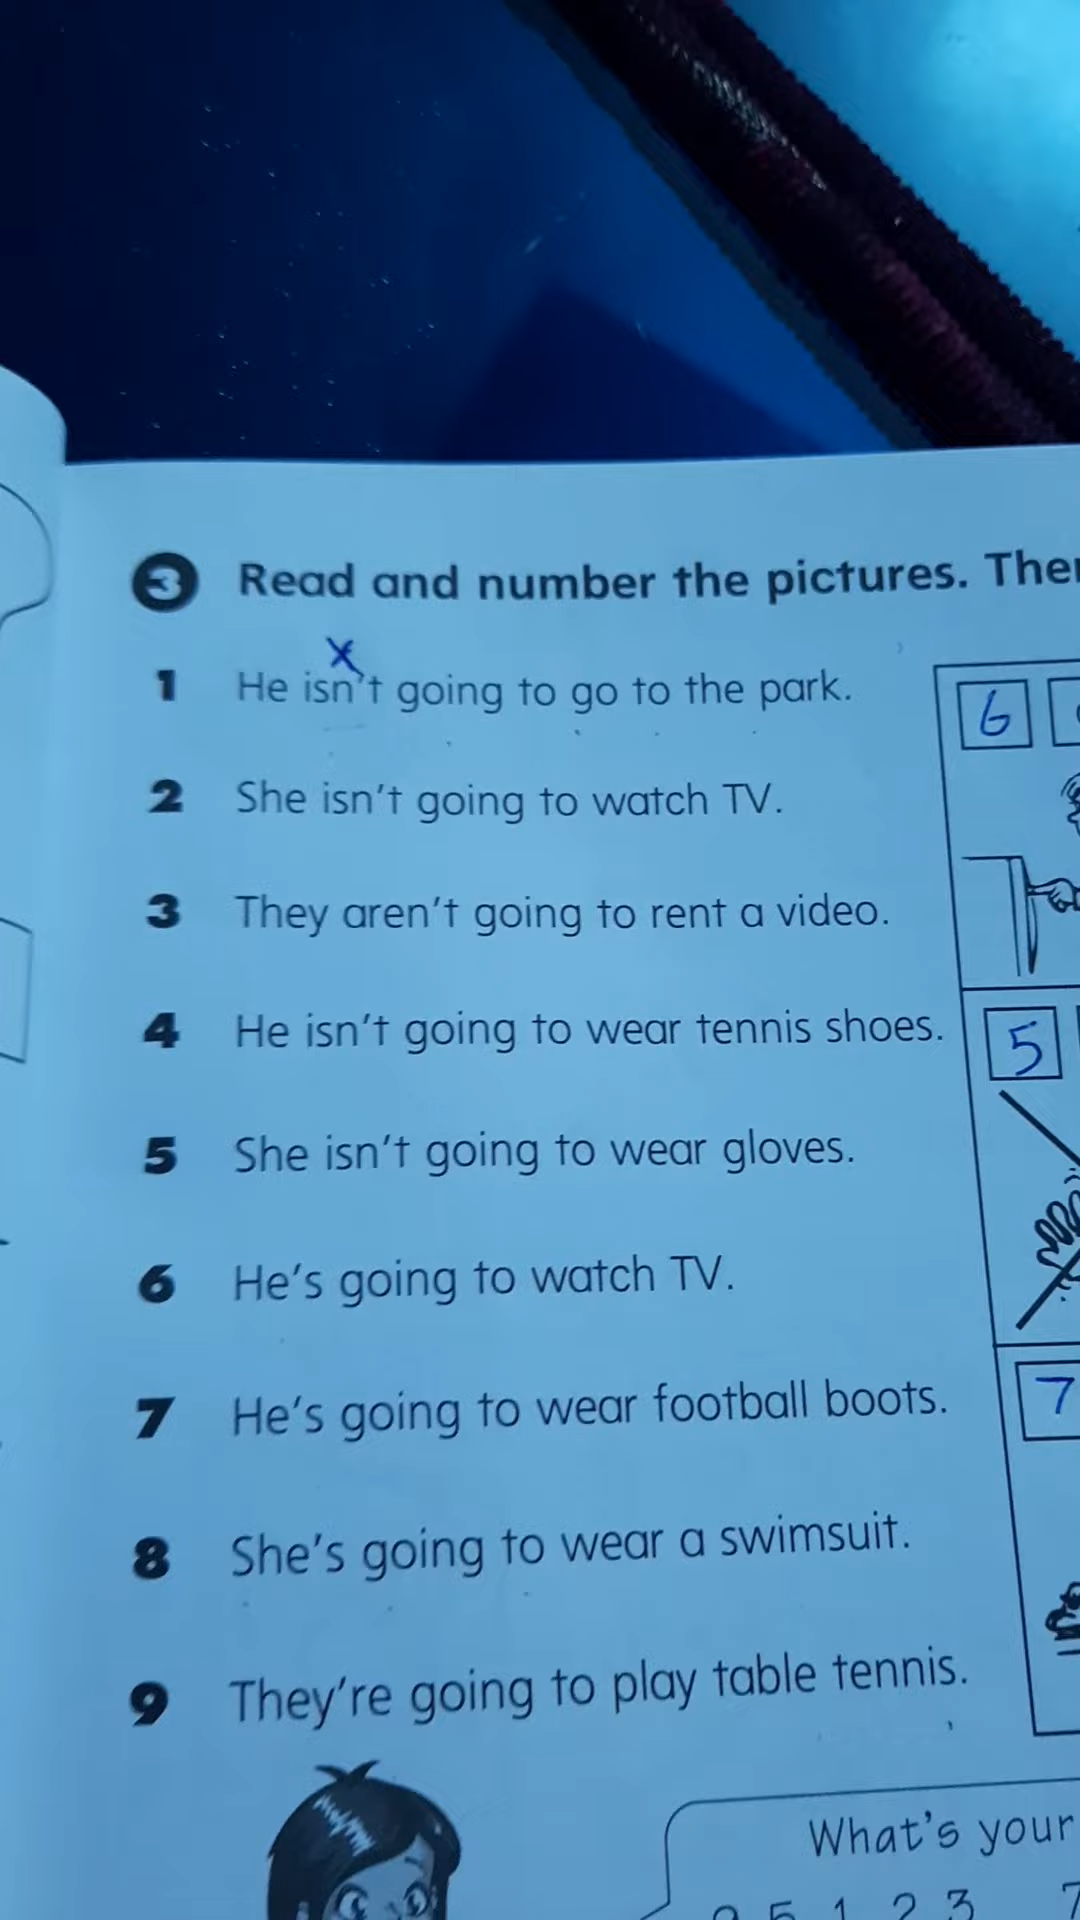 3 Read and number the pictures.
x
1 He isn't going to go to the park.
6
2 She isn't going to watch TV.
3 They aren't going to rent a video.
4 He isn't going to wear tennis shoes.
5
5 She isn't going to wear gloves.
6 He's going to watch TV.
7 He's going to wear football boots.
7
8 She's going to wear a swimsuit.
9 They're going to play table tennis.
What's your
5 1 2 3